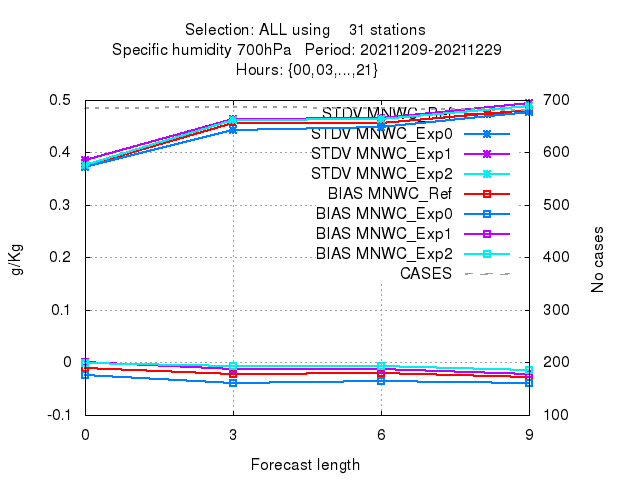 Selection: ALL using 31 stations
Specific humidity 700hPa Period: 20211209-20211229
Hours: {00,03,...,21}
0.5
0.4
0.3
0.2
0.1
0
-0.1
g/Kg
700
600
500
400
300
200
100
No cases
STDV MNWC_Ref
STDV MNWC_Exp0
STDV MNWC_Exp1
STDV MNWC_Exp2
BIAS MNWC_Ref
BIAS MNWC_Exp0
BIAS MNWC_Exp1
BIAS MNWC_Exp2
CASES
0 3 6 9
Forecast length